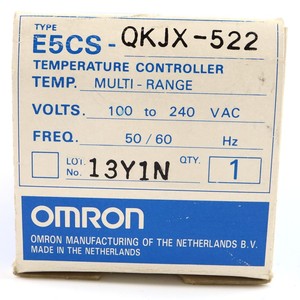 TYPE
E5CS-QKJX-522
TEMPERATURE CONTROLLER
TEMP. MULTI-RANGE
VOLTS. 100 to 240 VAC
FREQ. 50/60 Hz
LOT No. 13Y1N QTY. 1
OMRON
OMRON MANUFACTURING OF THE NETHERLANDS B.V.
MADE IN THE NETHERLANDS